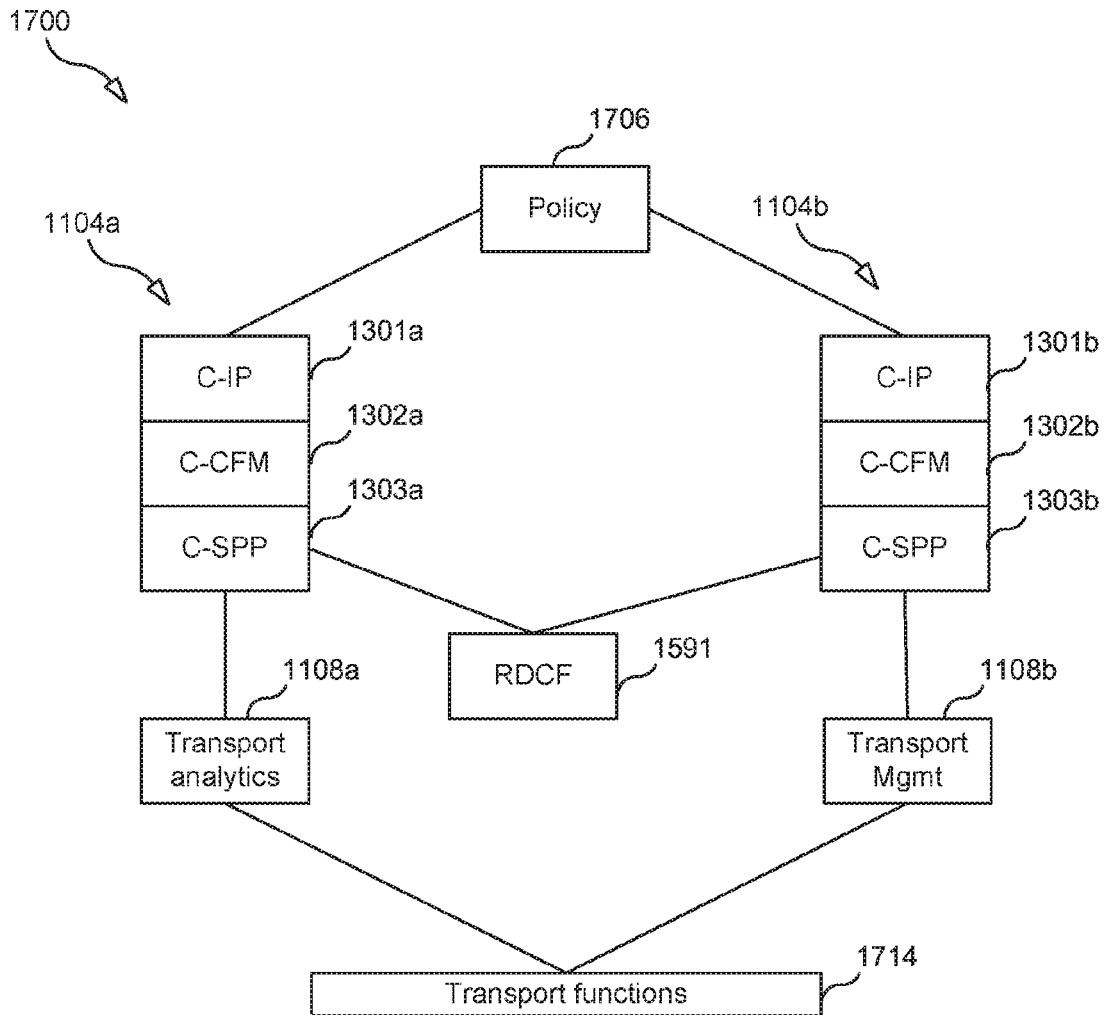 1700
1706
Policy
1104a
1104b
1301a
C-IP
1301b
C-IP
1302a
C-CFM
1302b
C-CFM
1303a
C-SPP
1303b
C-SPP
1591
RDCF
1108a
Transport
analytics
1108b
Transport
Mgmt
1714
Transport functions